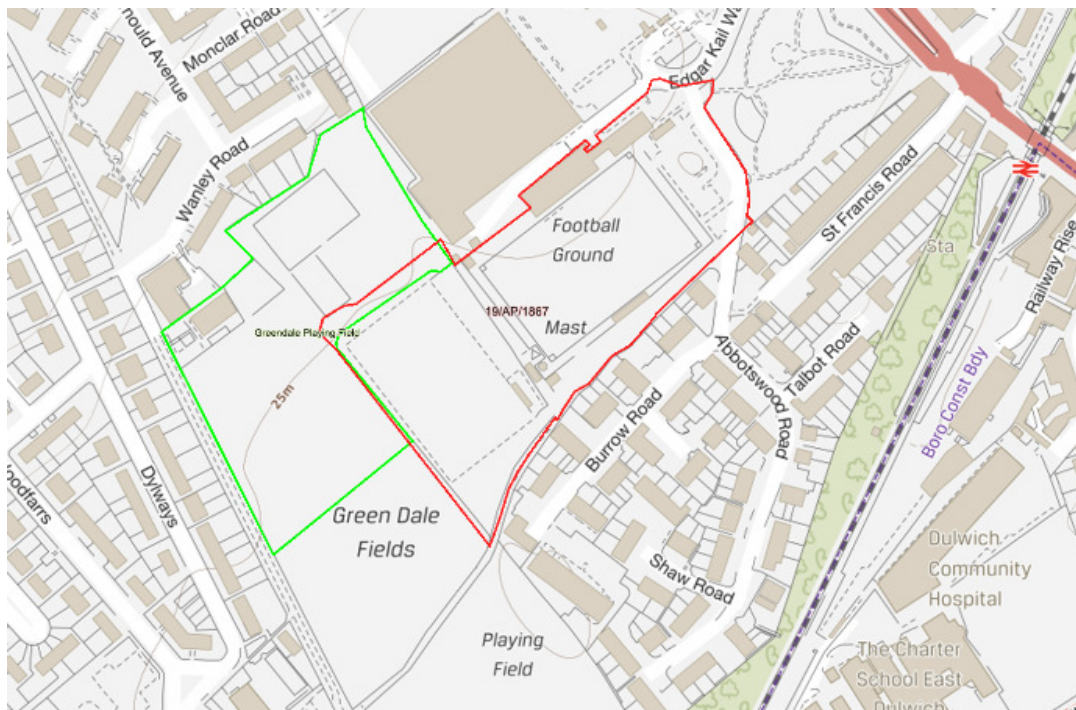 Monclar Road
Edgar Kail
Wanley Road
St Francis Road
Football
Ground
Sta
Railway Rise
19/AP/1867
Mast
Greendale Playing Field
25m
Abbotswood Road
Talbot Road
Burrow Road
Boro Const Bdy
Dylways
Green Dale
Fields
Shaw Road
Dulwich
Community
Hospital
Playing
Field
The Charter
School East
Dulwich